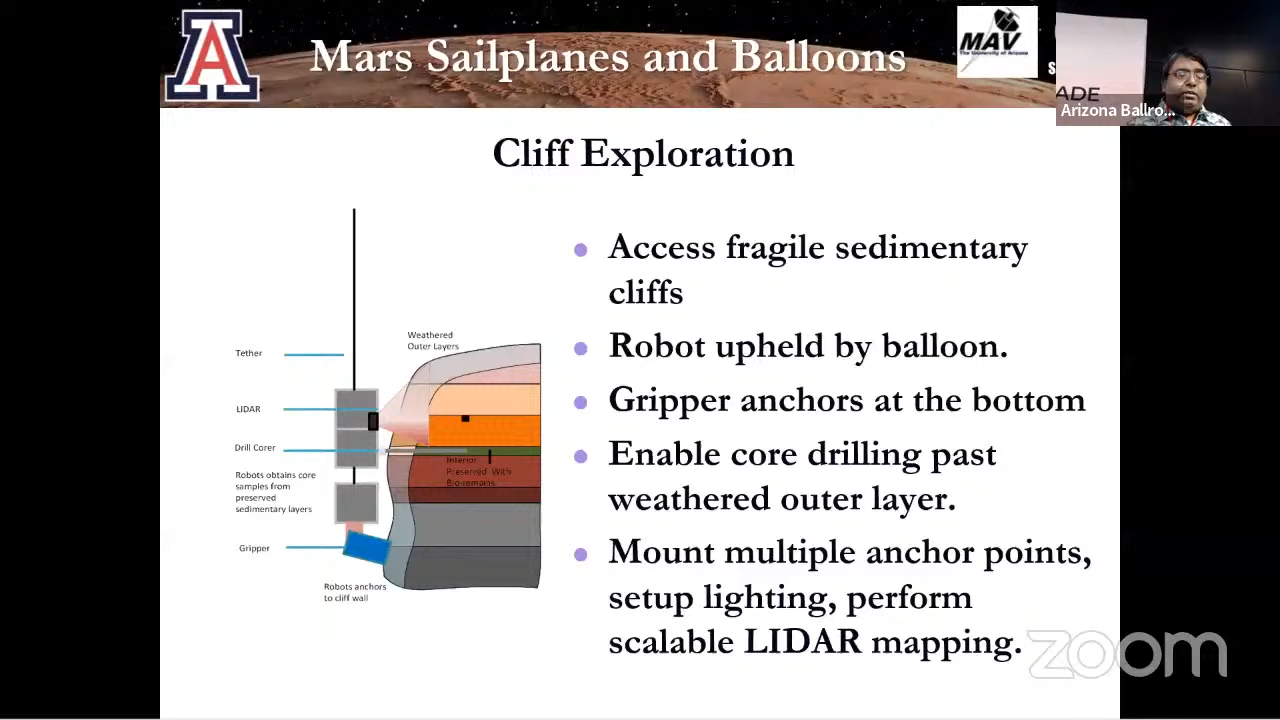 Mars Sailplanes and Balloons
A
MAV
The University of Arizona
S
ADE
Arizona Ballro...
Cliff Exploration
Access fragile sedimentary
cliffs
Robot upheld by balloon.
Gripper anchors at the bottom
Enable core drilling past
weathered outer layer.
Mount multiple anchor points,
setup lighting, perform
scalable LIDAR mapping.
Weathered
Outer Layers
Tether
LIDAR
Drill Corer
Robots obtains core
samples from
preserved
sedimentary layers
Interior
Preserved With
Bio-remains
Gripper
Robots anchors
to cliff wall
zoom